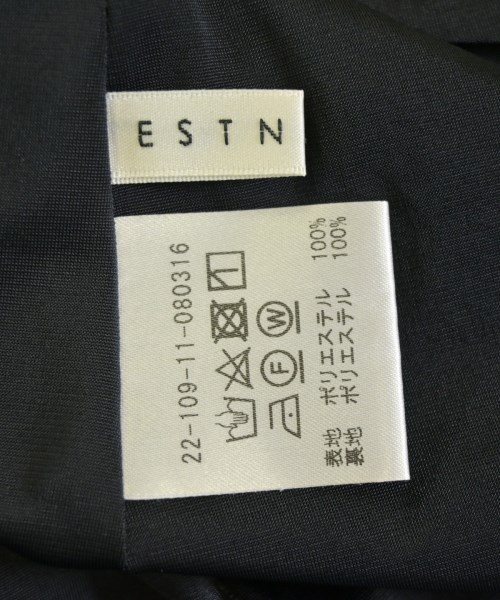 ESTN
22-109-11-080316
F
W
表地 ポリエステル 100%
裏地 ポリエステル 100%